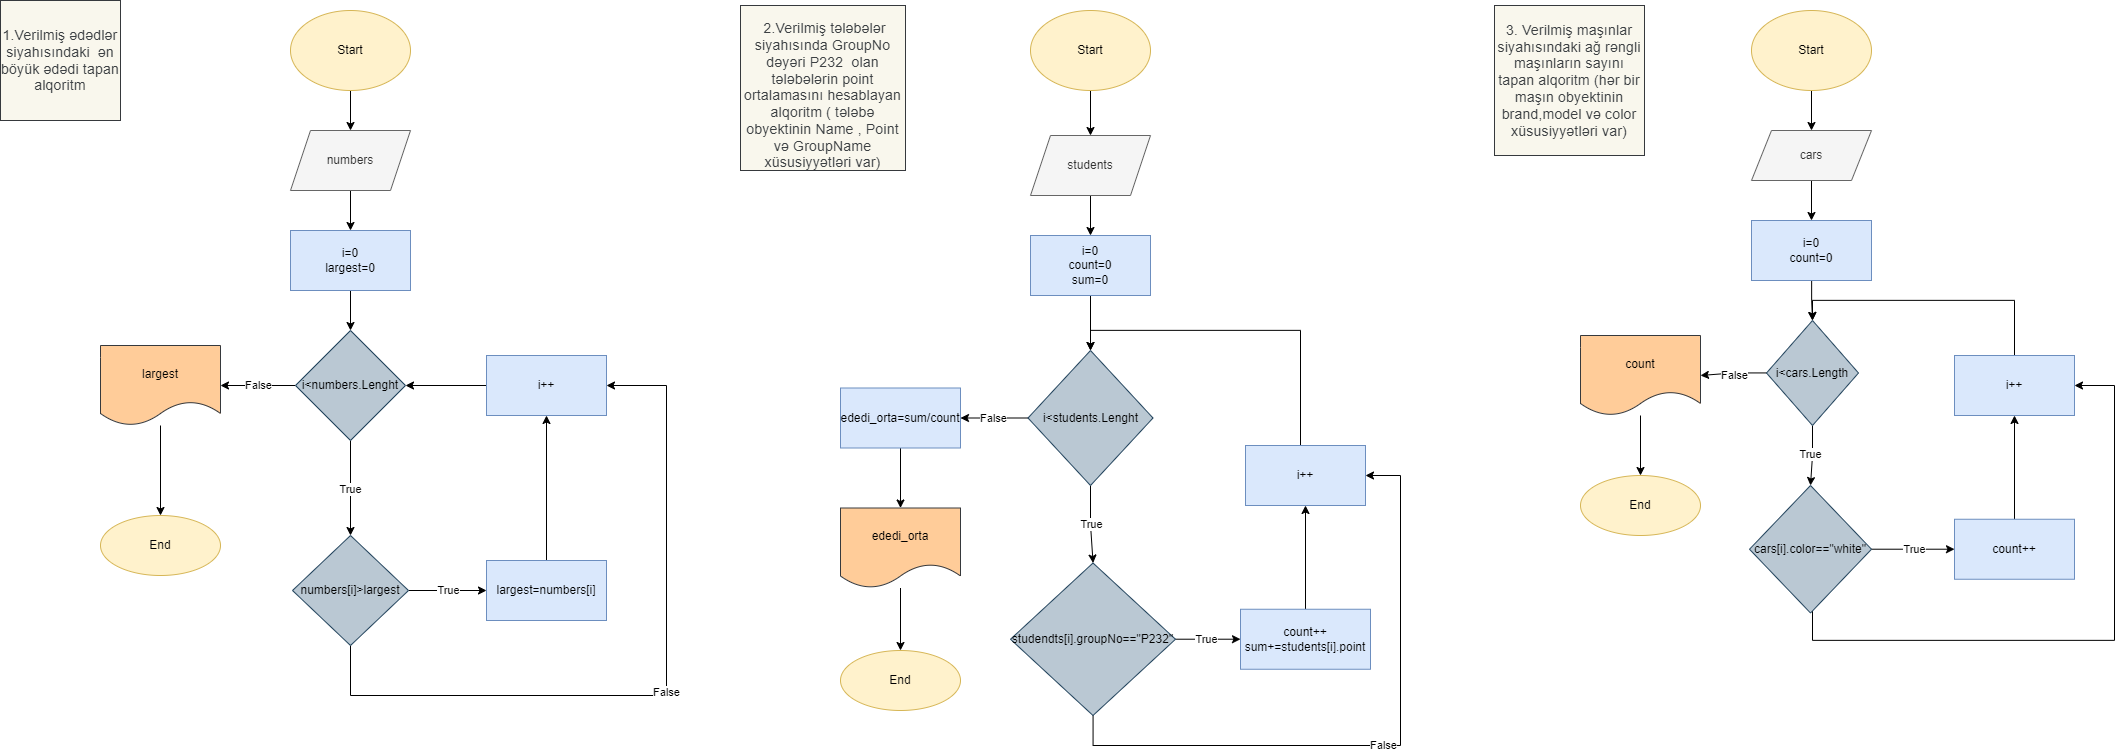 1.Verilmiş ədədlər
siyahısındaki  ən
böyük ədədi tapan
alqoritm
Start
numbers
i=0
largest=0
i<numbers.Lenght
False
largest
End
i++
True
numbers[i]>largest
True
largest=numbers[i]
False
2.Verilmiş tələbələr
siyahısında GroupNo
dəyəri P232  olan
tələbələrin point
ortalamasını hesablayan
alqoritm ( tələbə
obyektinin Name , Point
və GroupName
xüsusiyyətləri var)
Start
students
i=0
count=0
sum=0
i<students.Lenght
False
ededi_orta=sum/count
ededi_orta
End
i++
True
studendts[i].groupNo=="P232"
True
count++
sum+=students[i].point
False
3. Verilmiş maşınlar
siyahısındaki ağ rəngli
maşınların sayını
tapan alqoritm (hər bir
maşın obyektinin
brand,model və color
xüsusiyyətləri var)
Start
cars
i=0
count=0
i<cars.Length
False
count
End
i++
True
cars[i].color=="white"
True
count++